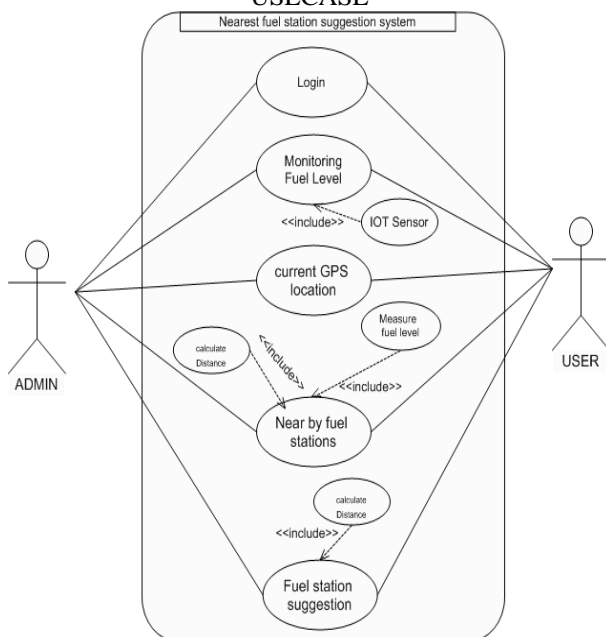 USECASE
Nearest fuel station suggestion system
Login
Monitoring
Fuel Level
<<include>>
IOT Sensor
current GPS
location
Measure
fuel level
calculate
Distance
<<include>>
<<include>>
Near by fuel
stations
ADMIN
USER
calculate
Distance
<<include>>
Fuel station
suggestion